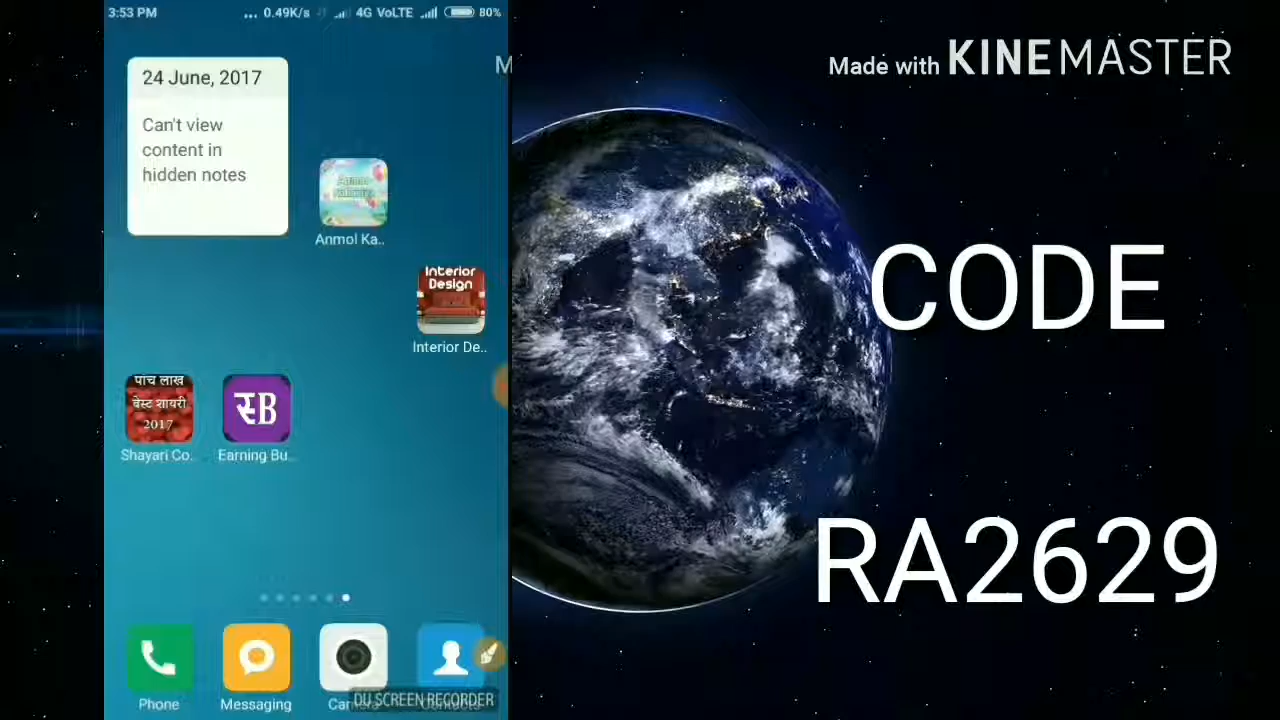 3:53 PM
... 0.49K/s 4G VoLTE 80%
24 June, 2017
Can't view
content in
hidden notes
Anmol Ka..
Interior
Design
Interior De..
पांच लाख
बेस्ट शायरी
2017
Shayari Co..
रB
Earning Bu..
Phone
Messaging
DU SCREEN RECORDER
M
Made with KINEMASTER
CODE
RA2629